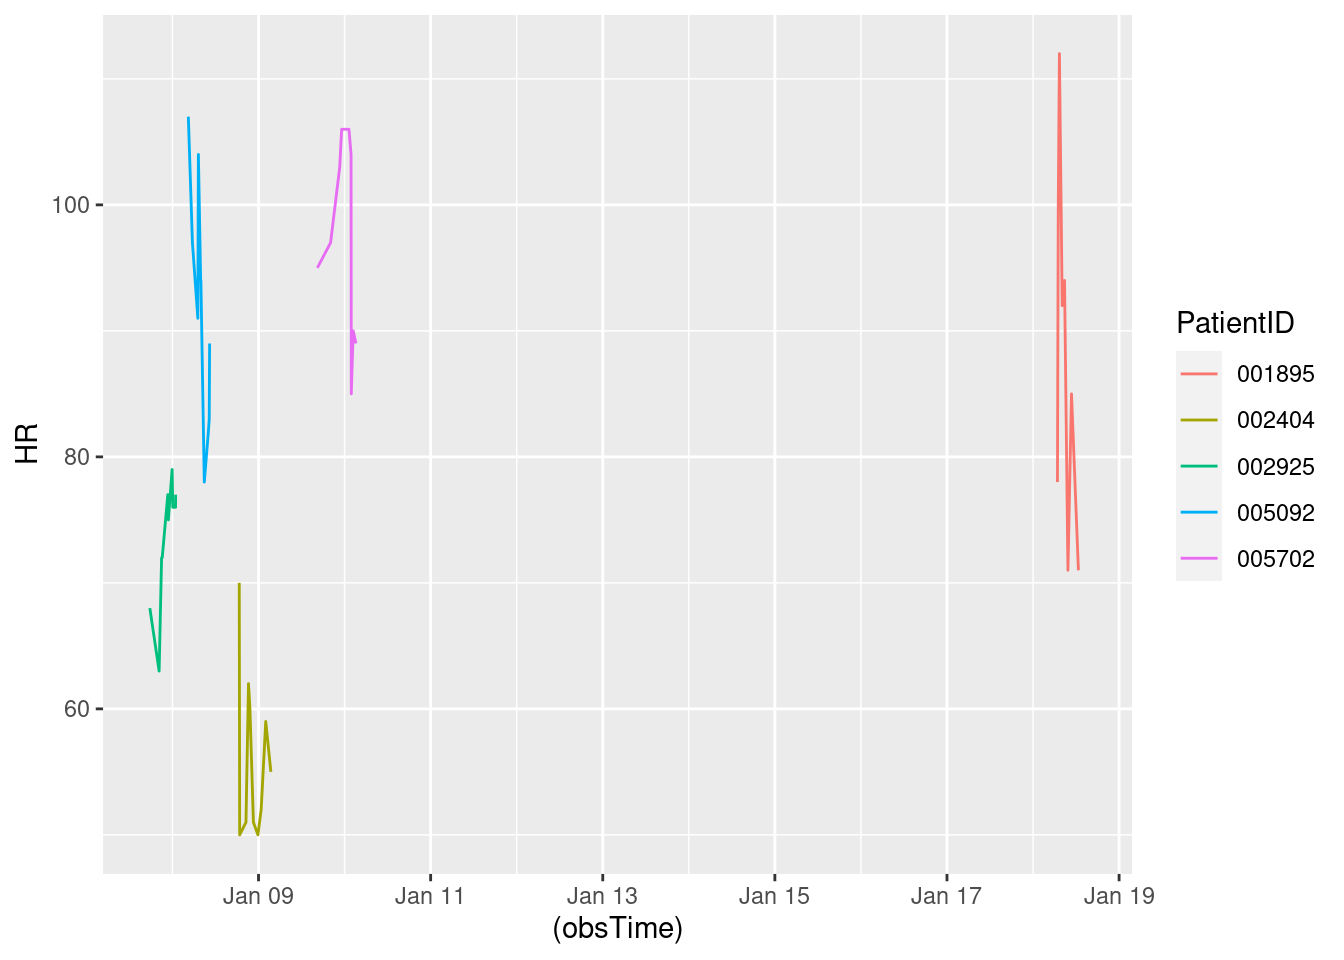 HR
100
80
60
Jan 09
Jan 11
Jan 13
Jan 15
Jan 17
Jan 19
(obsTime)
PatientID
001895
002404
002925
005092
005702